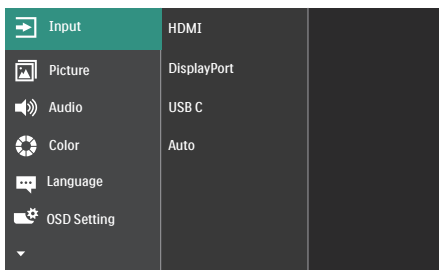 Input
Picture
Audio
Color
Language
OSD Setting
HDMI
DisplayPort
USB C
Auto